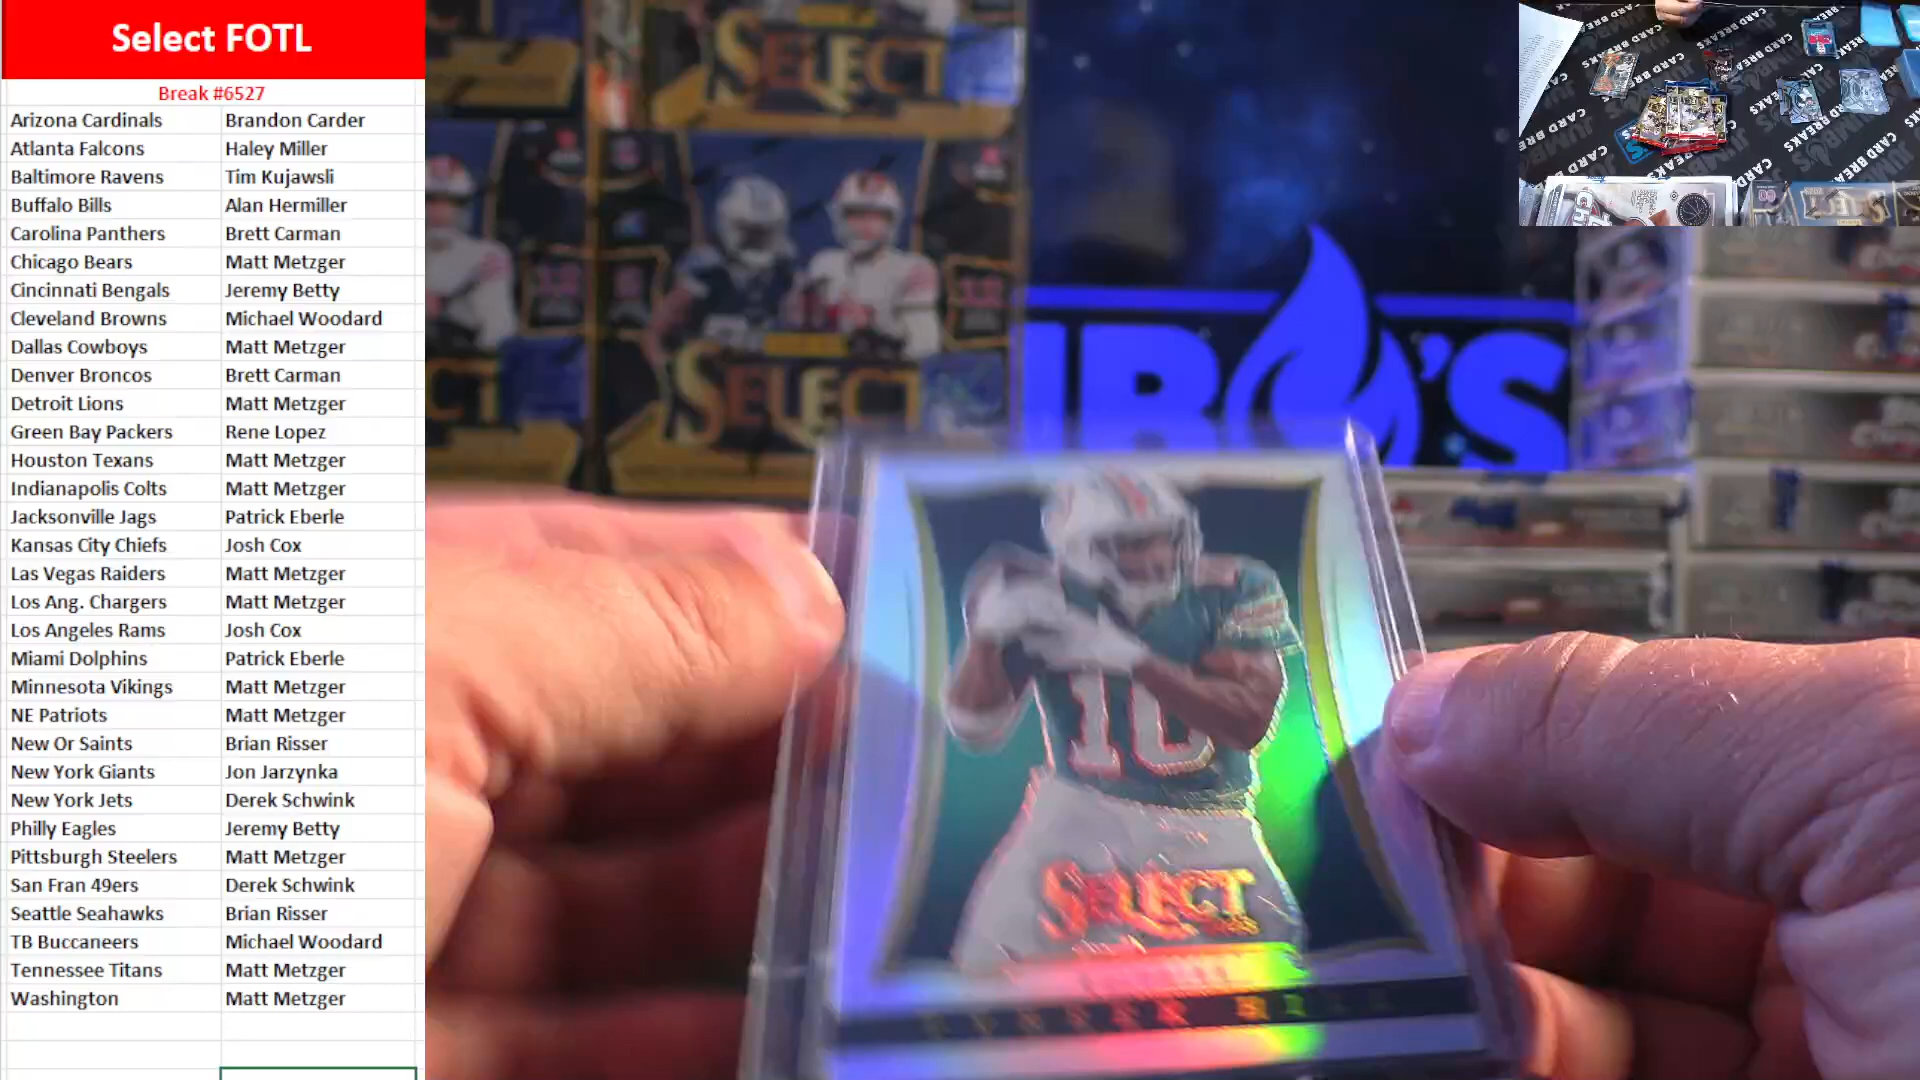 Select FOTL
Break #6527
Arizona Cardinals Brandon Carder
Atlanta Falcons Haley Miller
Baltimore Ravens Tim Kujawsli
Buffalo Bills Alan Hermiller
Carolina Panthers Brett Carman
Chicago Bears Matt Metzger
Cincinnati Bengals Jeremy Betty
Cleveland Browns Michael Woodard
Dallas Cowboys Matt Metzger
Denver Broncos Brett Carman
Detroit Lions Matt Metzger
Green Bay Packers Rene Lopez
Houston Texans Matt Metzger
Indianapolis Colts Matt Metzger
Jacksonville Jags Patrick Eberle
Kansas City Chiefs Josh Cox
Las Vegas Raiders Matt Metzger
Los Ang. Chargers Matt Metzger
Los Angeles Rams Josh Cox
Miami Dolphins Patrick Eberle
Minnesota Vikings Matt Metzger
NE Patriots Matt Metzger
New Or Saints Brian Risser
New York Giants Jon Jarzynka
New York Jets Derek Schwink
Philly Eagles Jeremy Betty
Pittsburgh Steelers Matt Metzger
San Fran 49ers Derek Schwink
Seattle Seahawks Brian Risser
TB Buccaneers Michael Woodard
Tennessee Titans Matt Metzger
Washington Matt Metzger
SELECT
SELECT
10
SELECT
CARD BREAKS